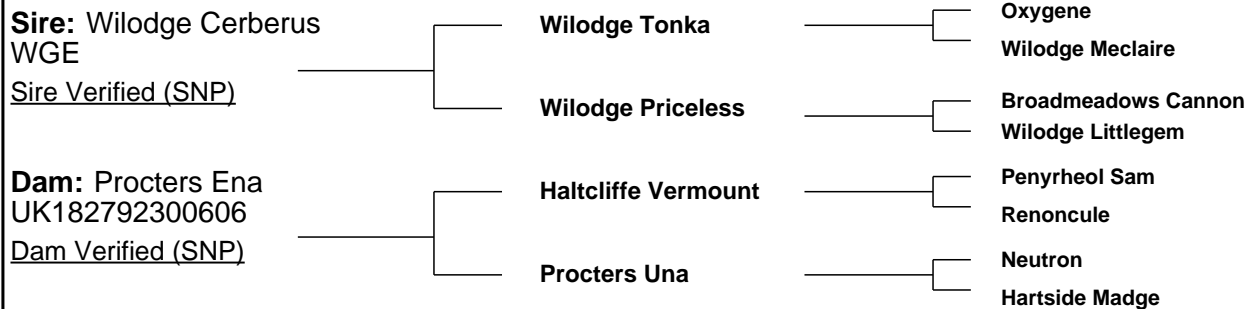 Sire: Wilodge Cerberus
WGE
Sire Verified (SNP)
Wilodge Tonka
Oxygene
Wilodge Meclaire
Wilodge Priceless
Broadmeadows Cannon
Wilodge Littlegem
Dam: Procters Ena
UK182792300606
Dam Verified (SNP)
Haltcliffe Vermount
Penyrheol Sam
Renoncule
Procters Una
Neutron
Hartside Madge